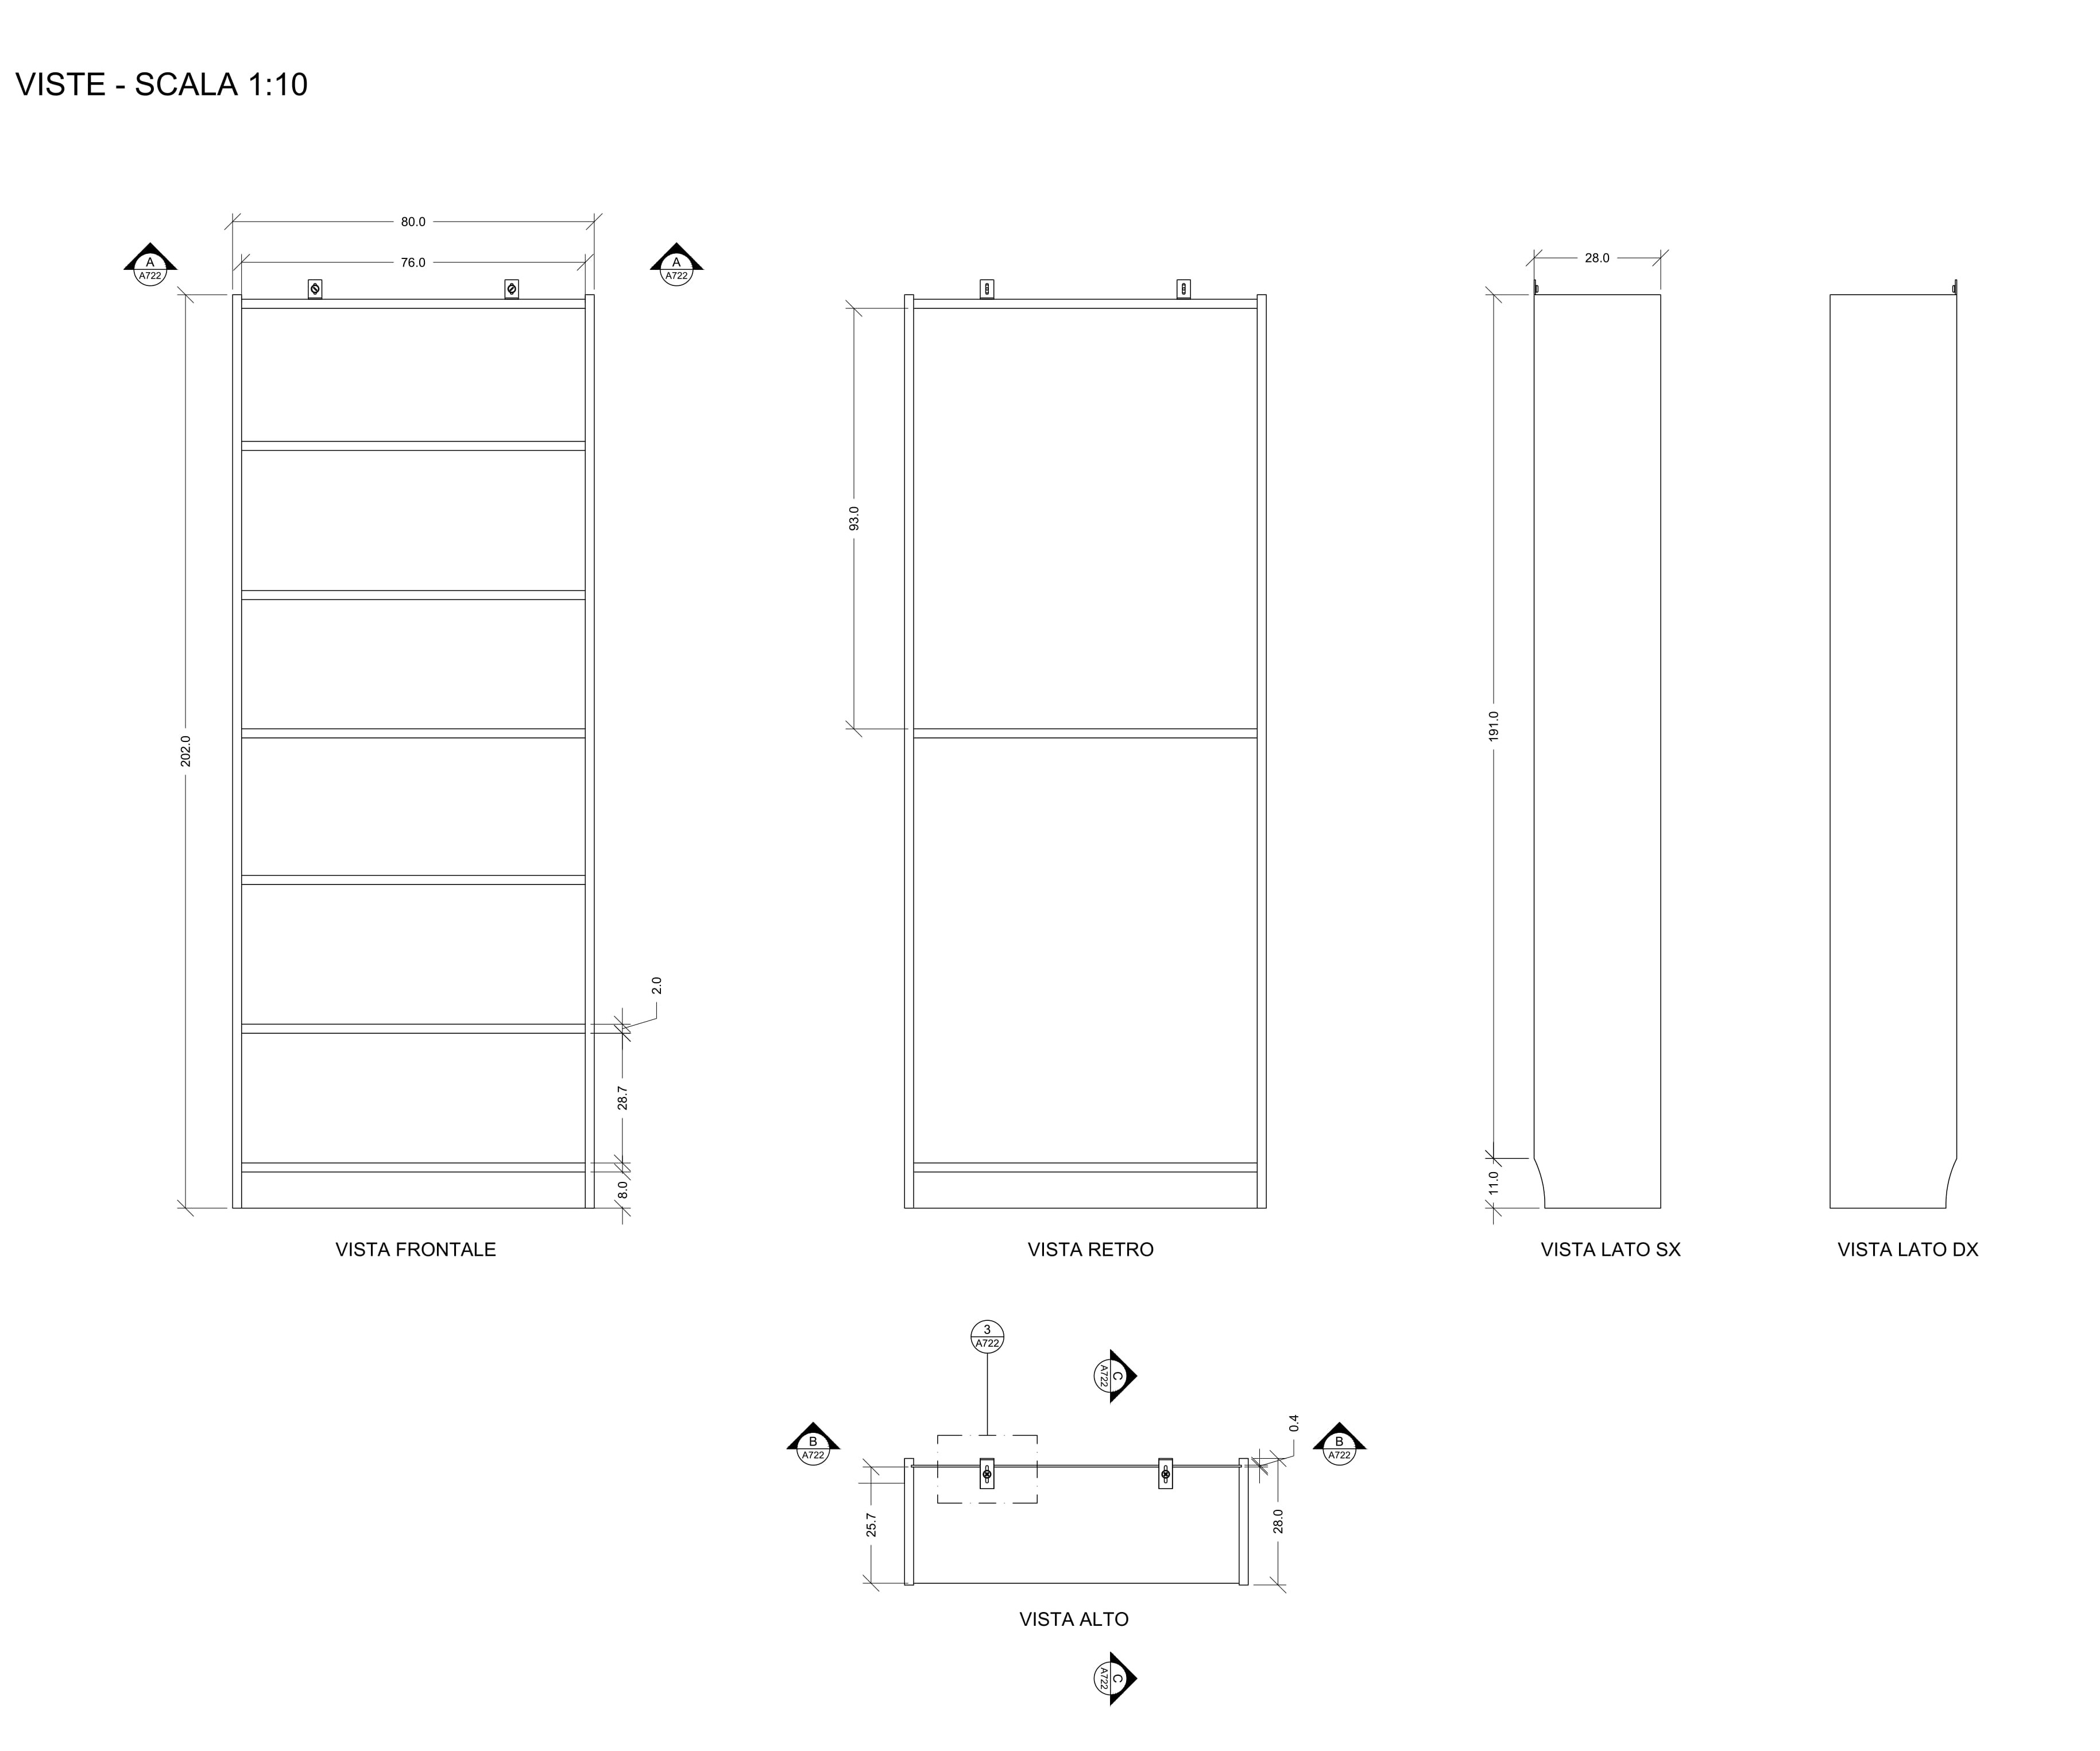 VISTE - SCALA 1:10
80.0
76.0
A
A722
A
A722
28.0
93.0
202.0
191.0
2.0
28.7
8.0
11.0
VISTA FRONTALE
VISTA RETRO
VISTA LATO SX
VISTA LATO DX
3
A722
C
A722
B
A722
0.4
B
A722
25.7
28.0
VISTA ALTO
C
A722